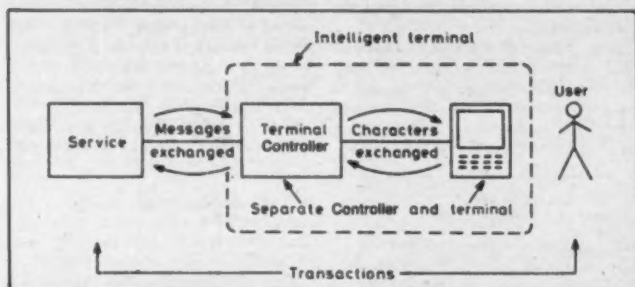 Intelligent terminal
User
Service
Messages
exchanged
Terminal
Controller
Characters
exchanged
Separate Controller and terminal
Transactions